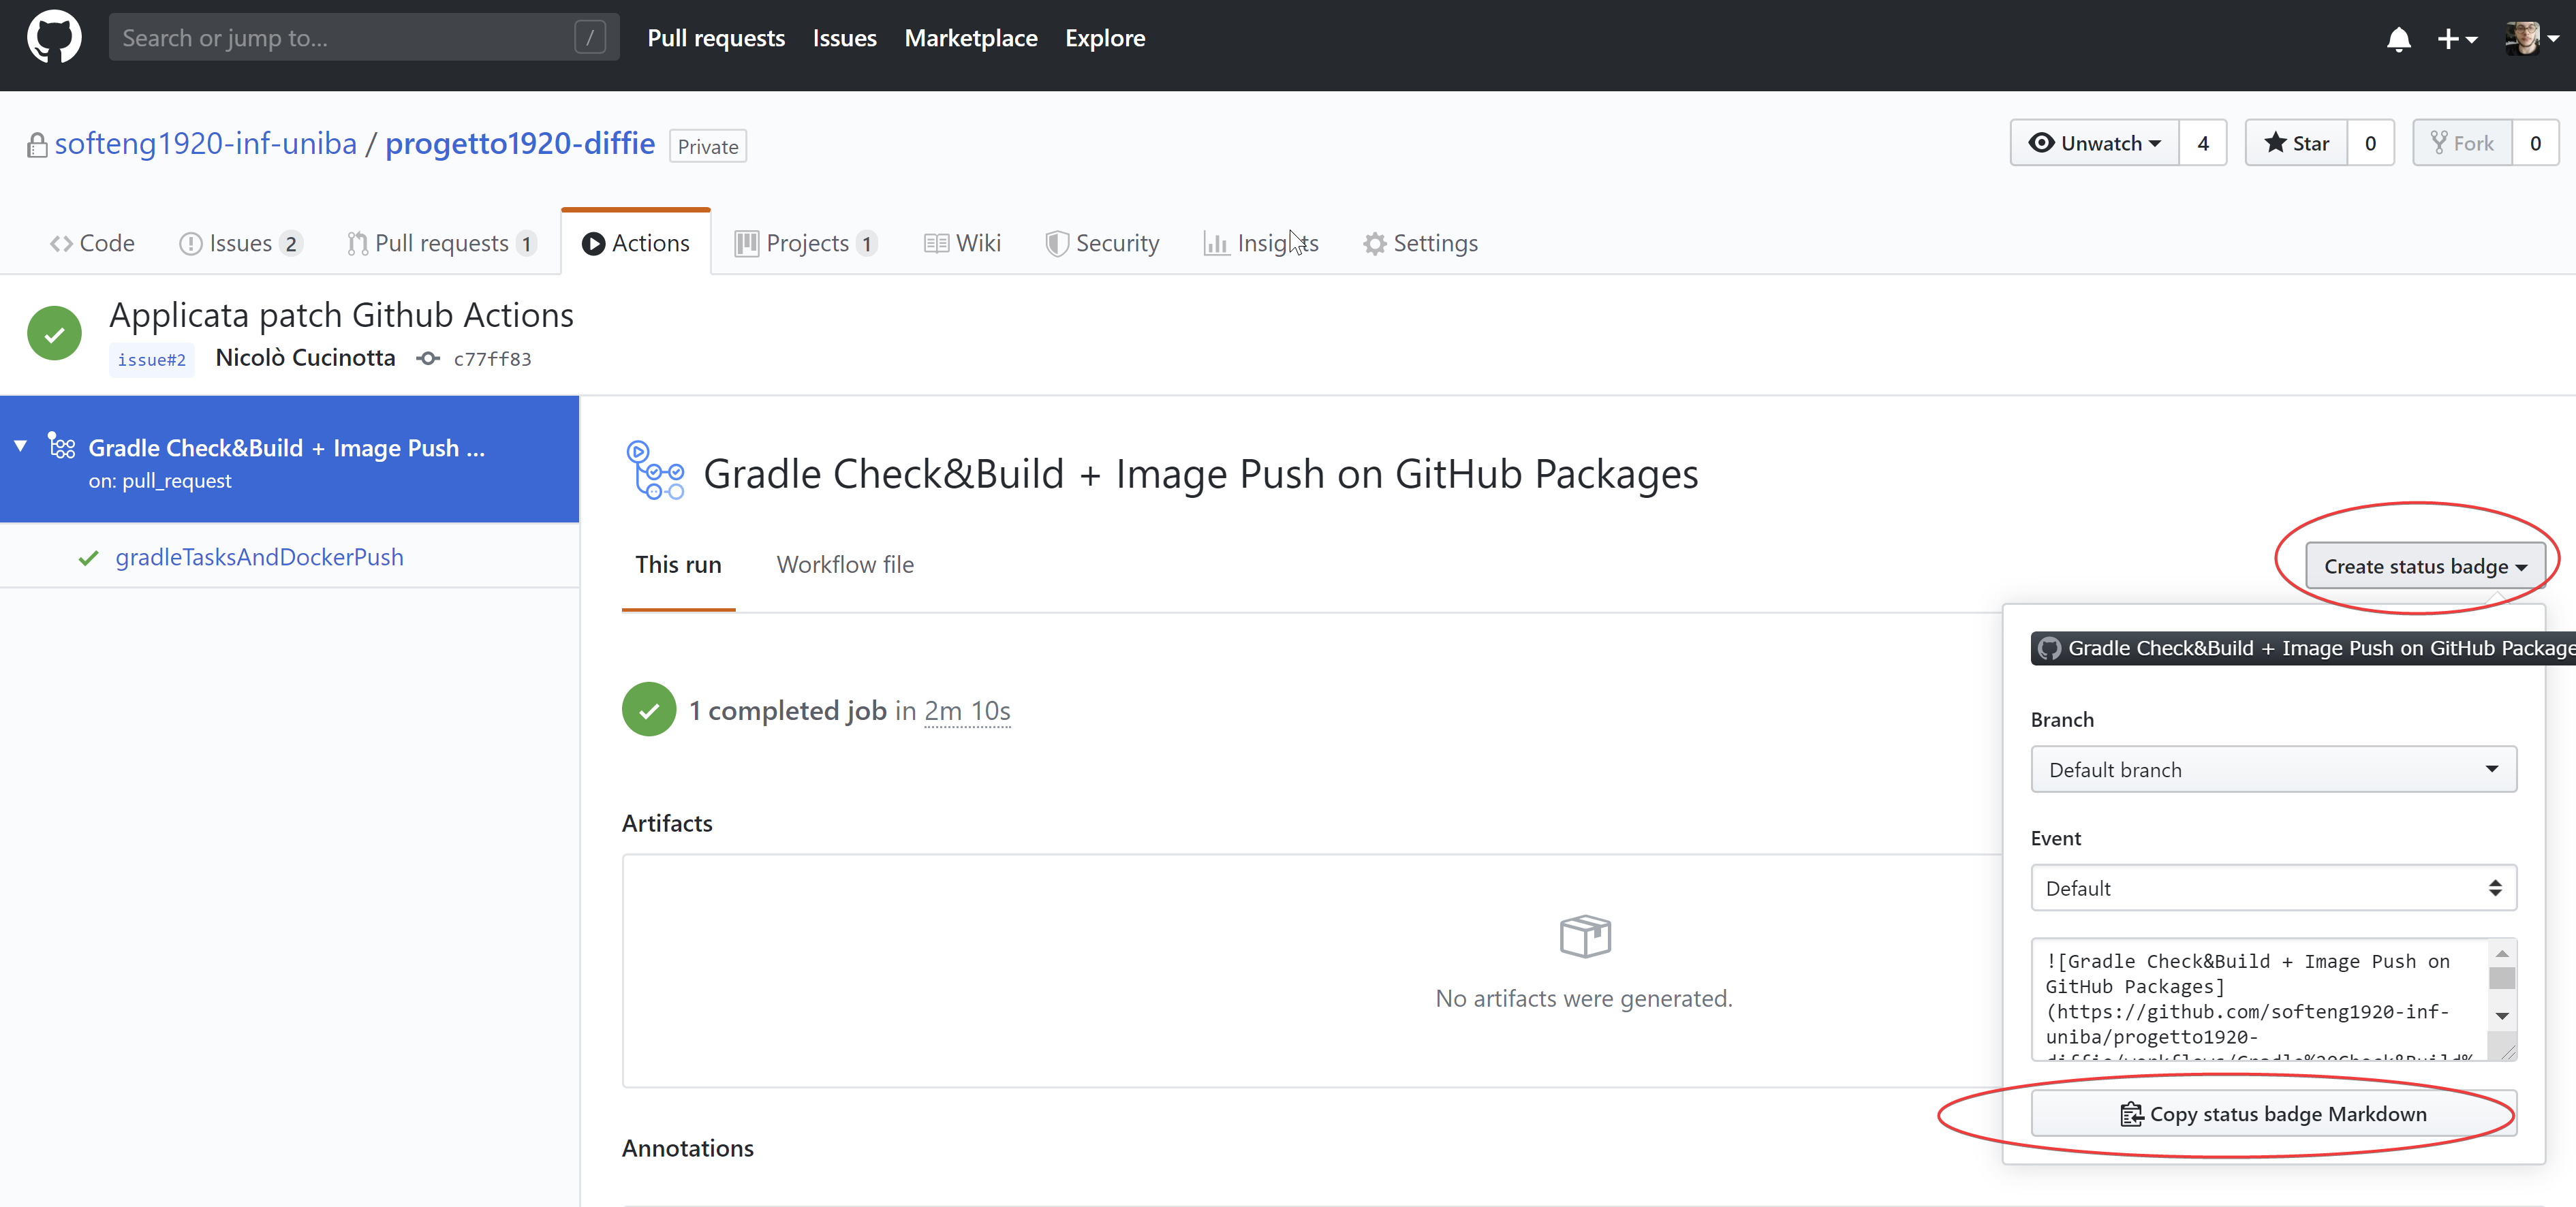 Search or jump to...
/
Pull requests
Issues
Marketplace
Explore
softeng1920-inf-uniba / progetto1920-diffie
Private
Unwatch
4
Star
0
Fork
0
Code
Issues 2
Pull requests 1
Actions
Projects 1
Wiki
Security
Insights
Settings
Applicata patch Github Actions
issue#2
Nicolò Cucinotta
c77ff83
Gradle Check&Build + Image Push ...
on: pull_request
gradleTasksAndDockerPush
Gradle Check&Build + Image Push on GitHub Packages
This run
Workflow file
Create status badge
1 completed job in 2m 10s
Artifacts
No artifacts were generated.
Annotations
Gradle Check&Build + Image Push on GitHub Package
Branch
Default branch
Event
Default
![Gradle Check&Build + Image Push on
GitHub Packages]
(https://github.com/softeng1920-inf-
uniba/progetto1920-
diffie/workflows/Gradle%20Check&Build%
Copy status badge Markdown